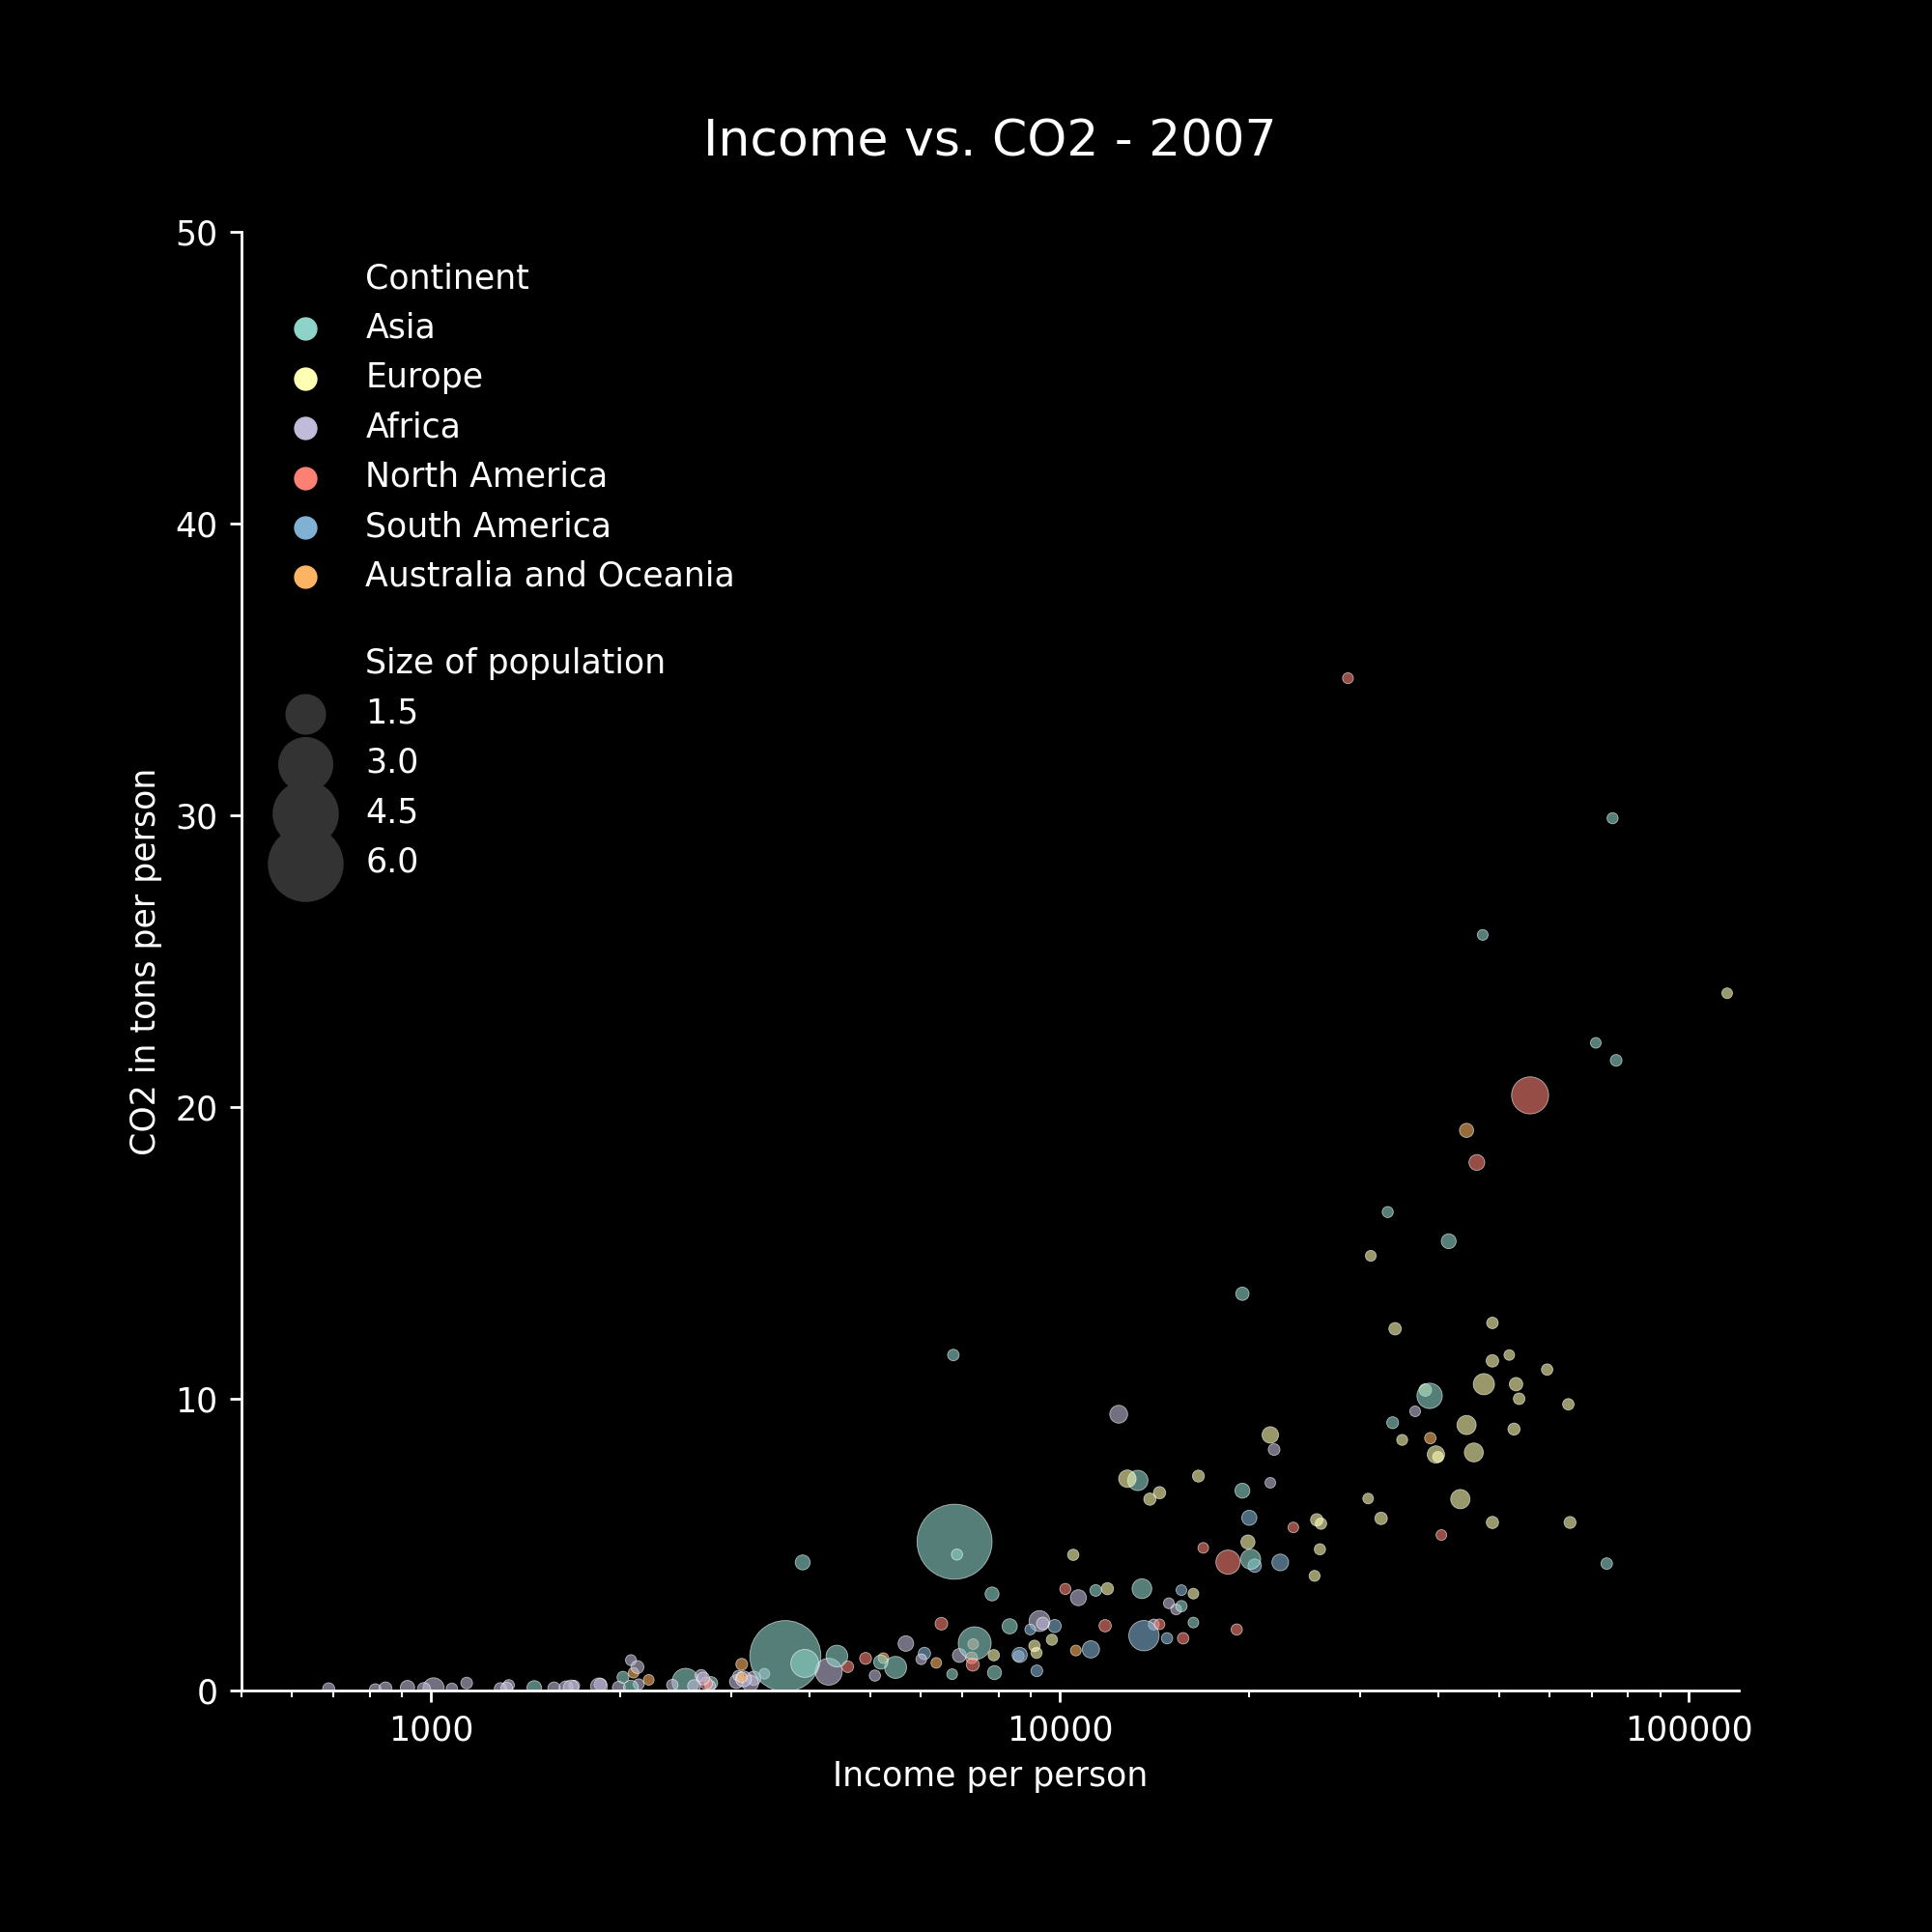 Income vs. CO2 - 2007
50
40
30
20
10
0
CO2 in tons per person
Continent
Asia
Europe
Africa
North America
South America
Australia and Oceania
Size of population
1.5
3.0
4.5
6.0
1000 10000 100000
Income per person